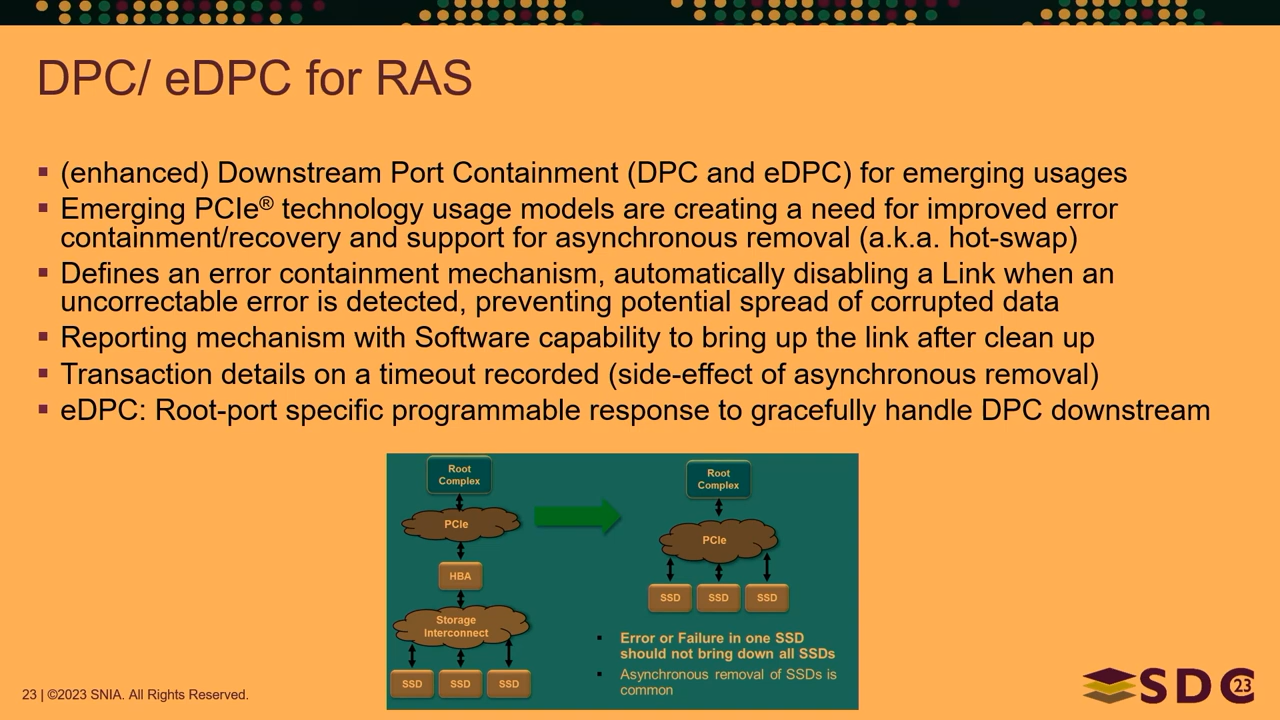 DPC/ eDPC for RAS
▪ (enhanced) Downstream Port Containment (DPC and eDPC) for emerging usages
▪ Emerging PCIe® technology usage models are creating a need for improved error
containment/recovery and support for asynchronous removal (a.k.a. hot-swap)
▪ Defines an error containment mechanism, automatically disabling a Link when an
uncorrectable error is detected, preventing potential spread of corrupted data
▪ Reporting mechanism with Software capability to bring up the link after clean up
▪ Transaction details on a timeout recorded (side-effect of asynchronous removal)
▪ eDPC: Root-port specific programmable response to gracefully handle DPC downstream
Root
Complex
PCIe
HBA
Storage
Interconnect
SSD SSD SSD
Root
Complex
PCIe
SSD SSD SSD
▪ Error or Failure in one SSD
should not bring down all SSDs
▪ Asynchronous removal of SSDs is
common
23 | ©2023 SNIA. All Rights Reserved.
SDC 23